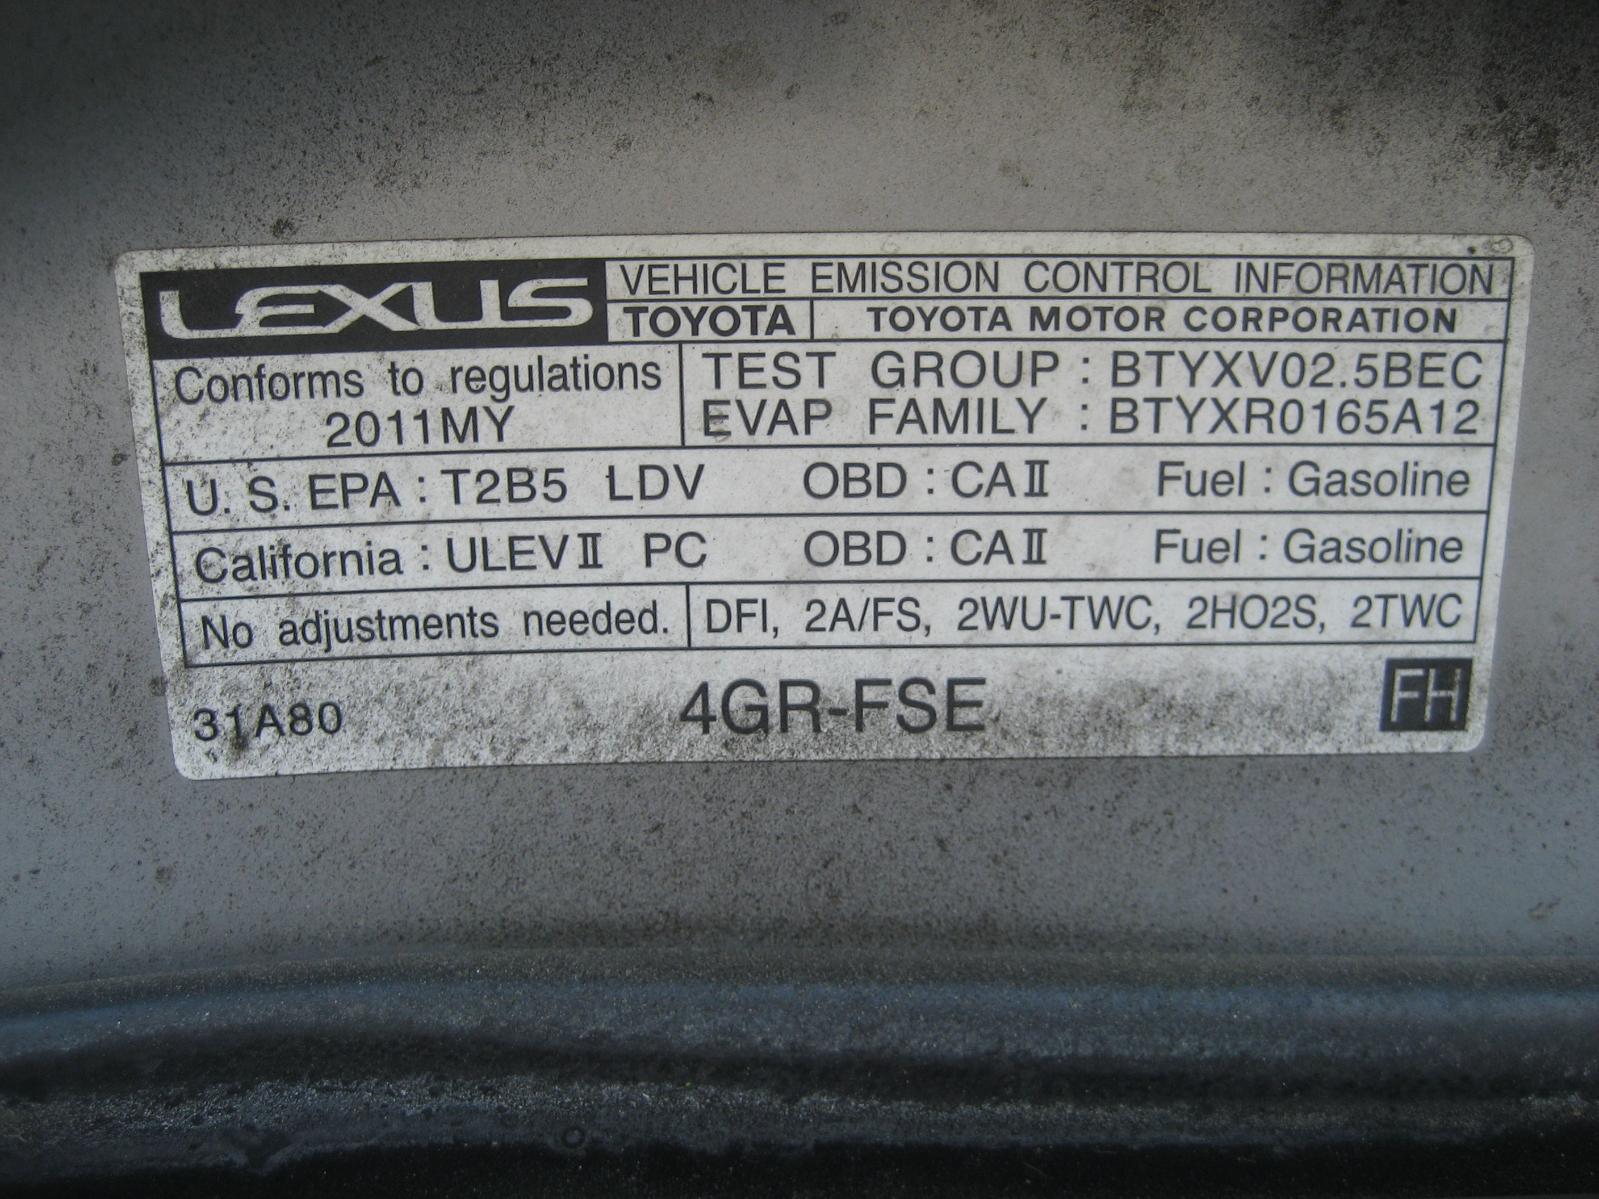 LEXUS
VEHICLE EMISSION CONTROL INFORMATION
TOYOTA TOYOTA MOTOR CORPORATION
Conforms to regulations
2011MY
TEST GROUP : BTYXV02.5BEC
EVAP FAMILY : BTYXR0165A12
U. S. EPA : T2B5 LDV OBD : CAⅡ Fuel : Gasoline
California : ULEVⅡ PC OBD : CAⅡ Fuel : Gasoline
No adjustments needed. DFI, 2A/FS, 2WU-TWC, 2HO2S, 2TWC
31A80 4GR-FSE FH